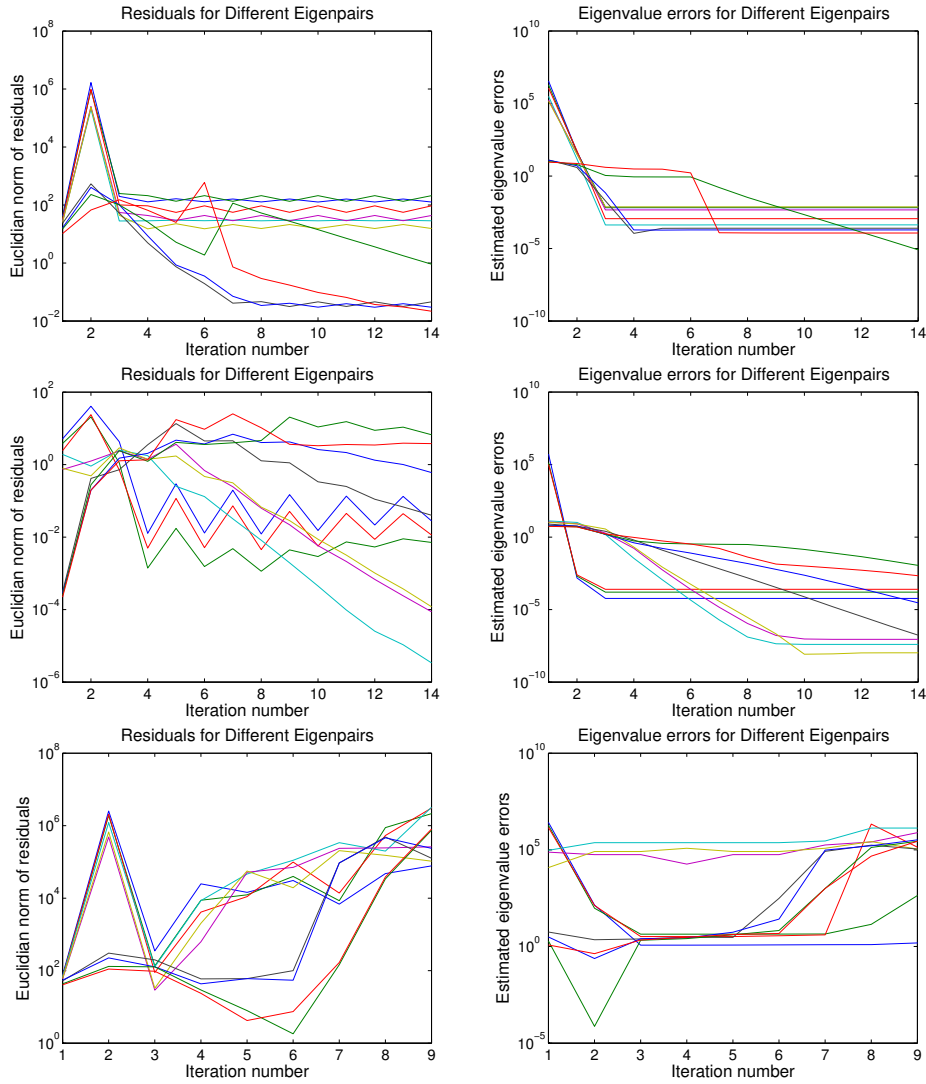 Residuals for Different Eigenpairs
Euclidian norm of residuals
10^8
10^6
10^4
10^2
10^0
10^-2
2 4 6 8 10 12 14
Iteration number
Eigenvalue errors for Different Eigenpairs
Estimated eigenvalue errors
10^10
10^5
10^0
10^-5
10^-10
2 4 6 8 10 12 14
Iteration number
Residuals for Different Eigenpairs
Euclidian norm of residuals
10^2
10^0
10^-2
10^-4
10^-6
2 4 6 8 10 12 14
Iteration number
Eigenvalue errors for Different Eigenpairs
Estimated eigenvalue errors
10^10
10^5
10^0
10^-5
10^-10
2 4 6 8 10 12 14
Iteration number
Residuals for Different Eigenpairs
Euclidian norm of residuals
10^8
10^6
10^4
10^2
10^0
1 2 3 4 5 6 7 8 9
Iteration number
Eigenvalue errors for Different Eigenpairs
Estimated eigenvalue errors
10^10
10^5
10^0
10^-5
1 2 3 4 5 6 7 8 9
Iteration number